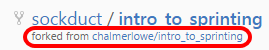 sockduct / intro_to_sprinting
forked from chalmerlowe/intro_to_sprinting